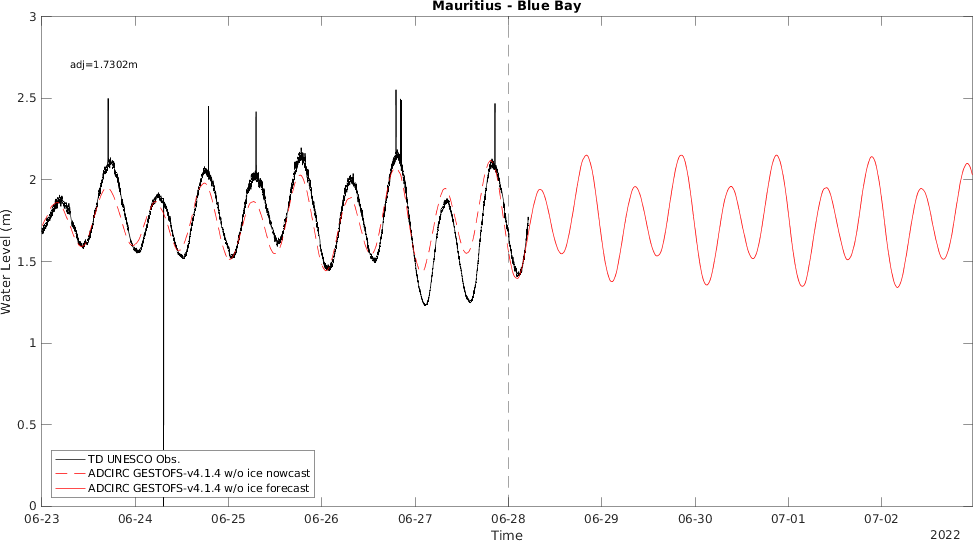 Mauritius - Blue Bay
adj=1.7302m
Water Level (m)
3
2.5
2
1.5
1
0.5
0
TD UNESCO Obs.
ADCIRC GESTOFS-v4.1.4 w/o ice nowcast
ADCIRC GESTOFS-v4.1.4 w/o ice forecast
06-23 06-24 06-25 06-26 06-27 06-28 06-29 06-30 07-01 07-02
Time
2022